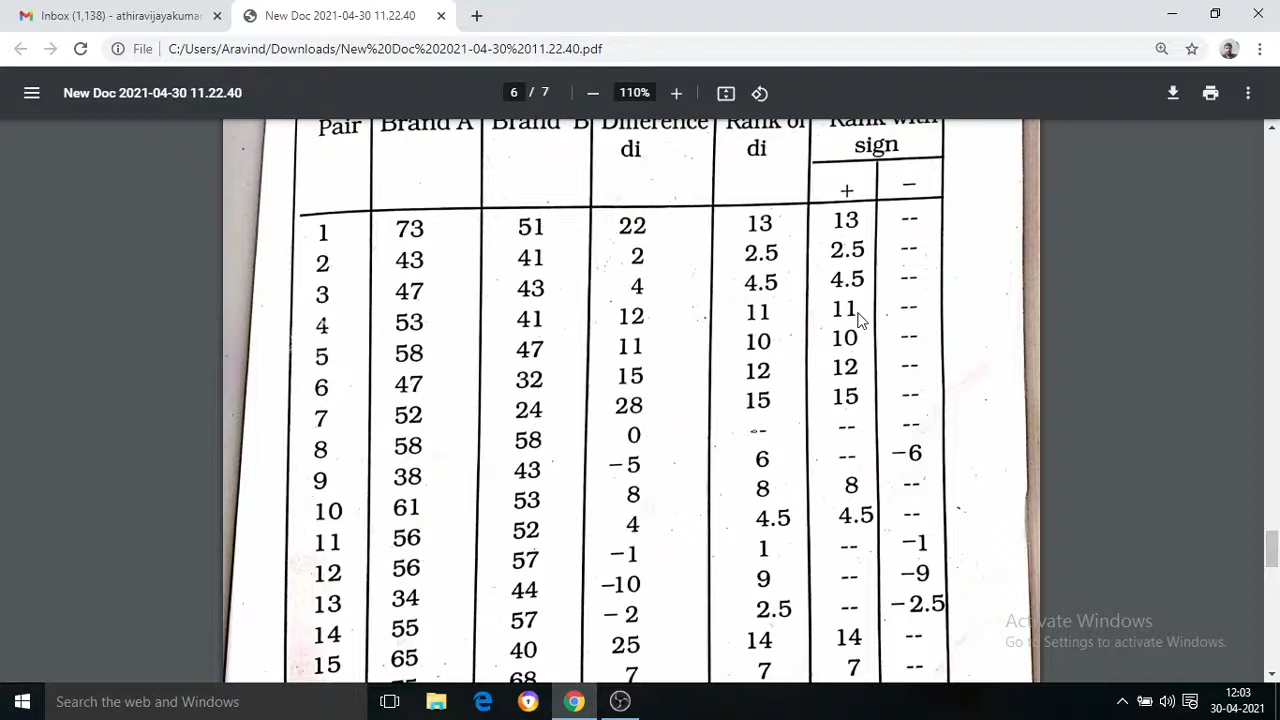 Inbox (1,138) - athiravijayakumar
New Doc 2021-04-30 11.22.40
File C:/Users/Aravind/Downloads/New%20Doc%202021-04-30%2011.22.40.pdf
New Doc 2021-04-30 11.22.40 6 / 7 110%
Pair Brand A Brand B Difference di Rank of di Rank with sign
+ −
1 73 51 22 13 13 --
2 43 41 2 2.5 2.5 --
3 47 43 4 4.5 4.5 --
4 53 41 12 11 11 --
5 58 47 11 10 10 --
6 47 32 15 12 12 --
7 52 24 28 15 15 --
8 58 58 0 -- -- --
9 38 43 −5 6 -- −6
10 61 53 8 8 8 --
11 56 52 4 4.5 4.5 --
12 56 57 −1 1 -- −1
13 34 44 −10 9 -- −9
14 55 57 −2 2.5 -- −2.5
15 65 40 25 14 14 --
75 68 7 7 7 --
Activate Windows
Go to Settings to activate Windows.
Search the web and Windows
12:03
30-04-2021